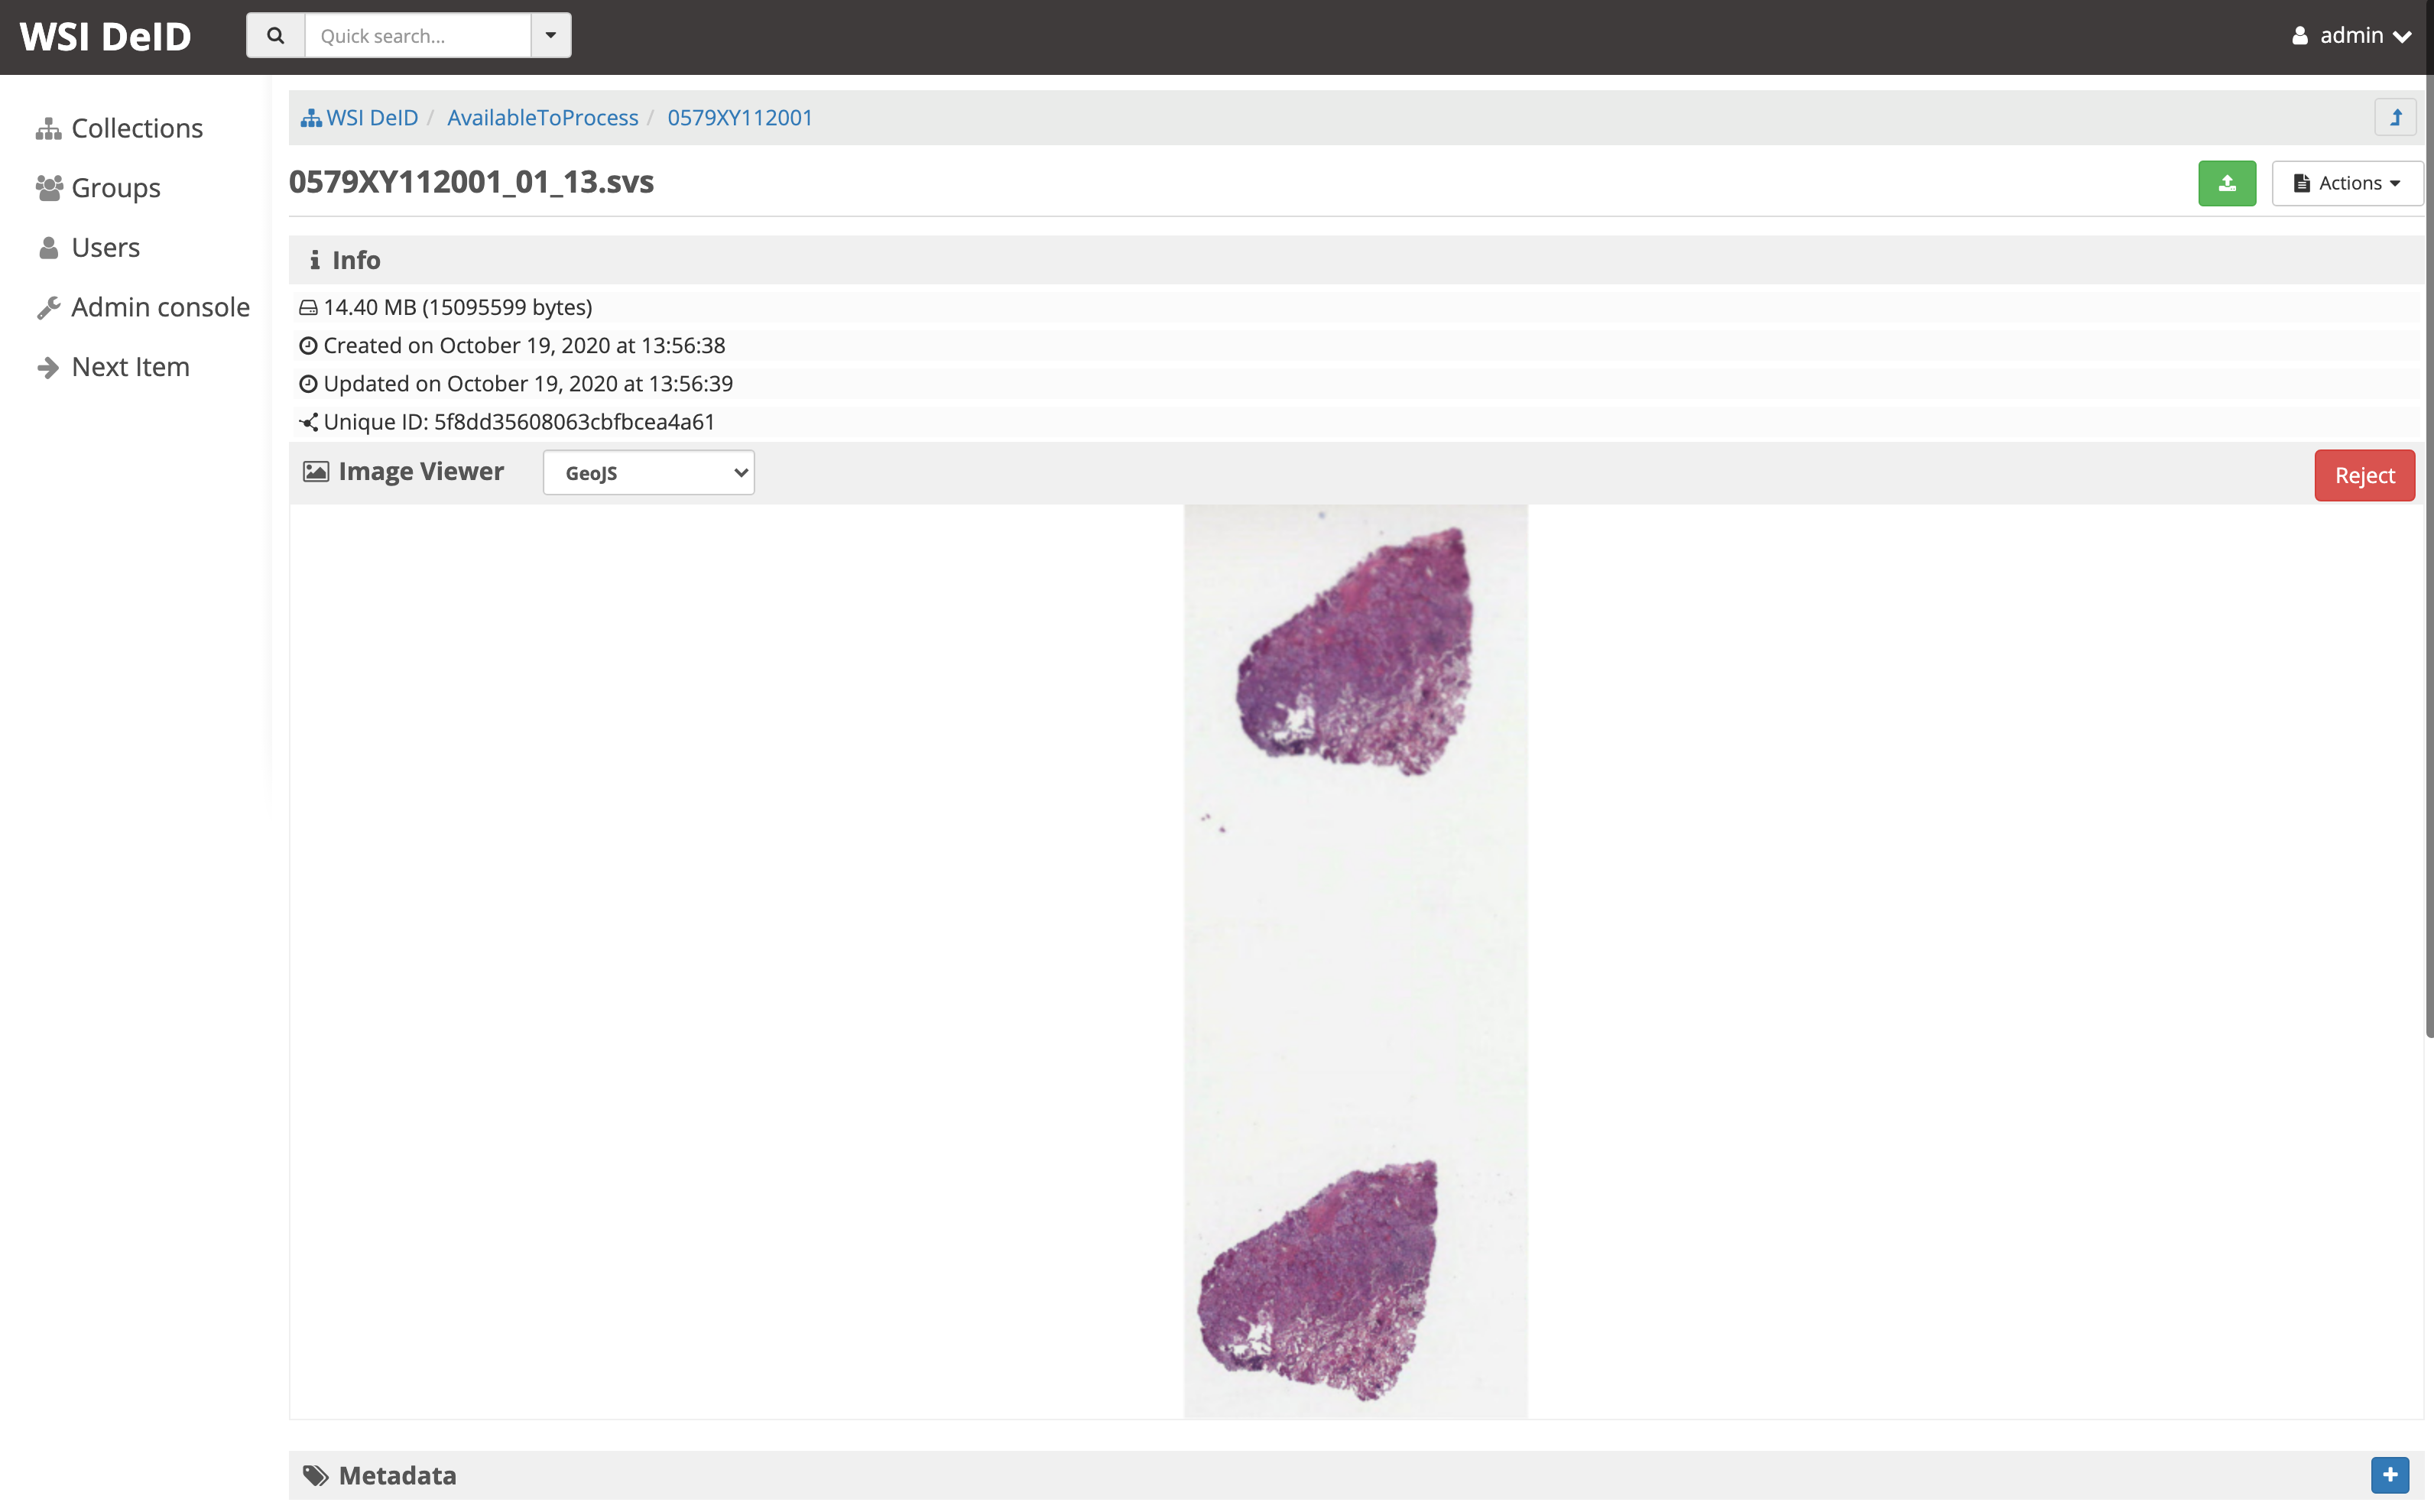 WSI DeID
Quick search...
admin
Collections
Groups
Users
Admin console
Next Item
WSI DeID / AvailableToProcess / 0579XY112001
0579XY112001_01_13.svs
Actions
Info
14.40 MB (15095599 bytes)
Created on October 19, 2020 at 13:56:38
Updated on October 19, 2020 at 13:56:39
Unique ID: 5f8dd35608063cbfbcea4a61
Image Viewer GeoJS
Reject
Metadata